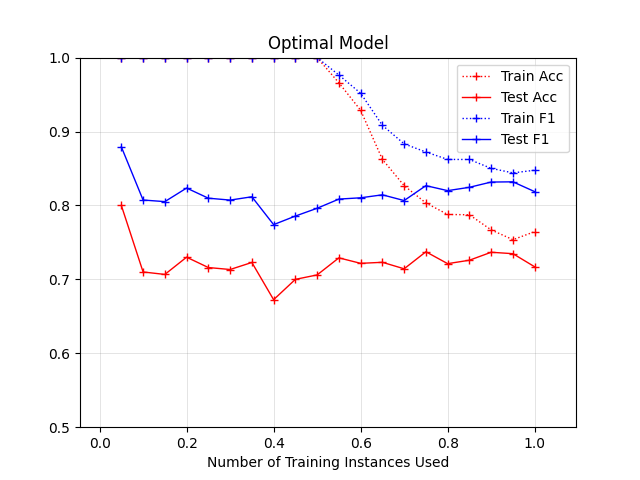 Optimal Model
1.0
0.9
0.8
0.7
0.6
0.5
Train Acc
Test Acc
Train F1
Test F1
0.0 0.2 0.4 0.6 0.8 1.0
Number of Training Instances Used